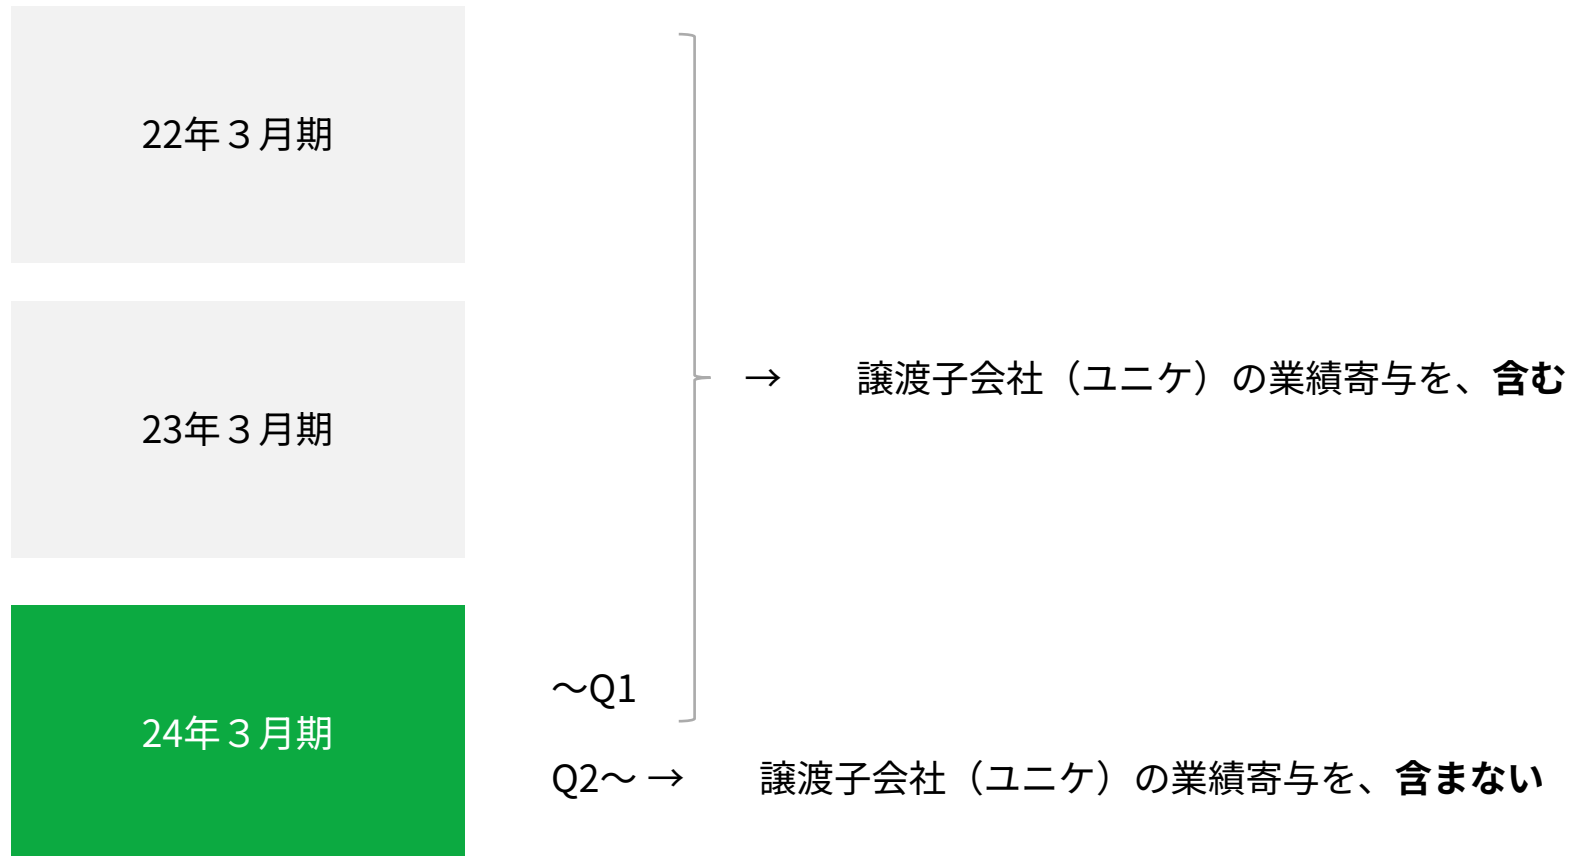 22年３月期
23年３月期
→ 譲渡子会社（ユニケ）の業績寄与を、含む
24年３月期
～Q1
Q2～ → 譲渡子会社（ユニケ）の業績寄与を、含まない